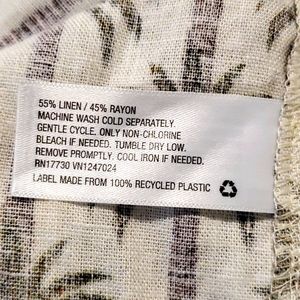 55% LINEN / 45% RAYON
MACHINE WASH COLD SEPARATELY.
GENTLE CYCLE. ONLY NON-CHLORINE
BLEACH IF NEEDED. TUMBLE DRY LOW.
REMOVE PROMPTLY. COOL IRON IF NEEDED.
RN17730 VN1247024
LABEL MADE FROM 100% RECYCLED PLASTIC